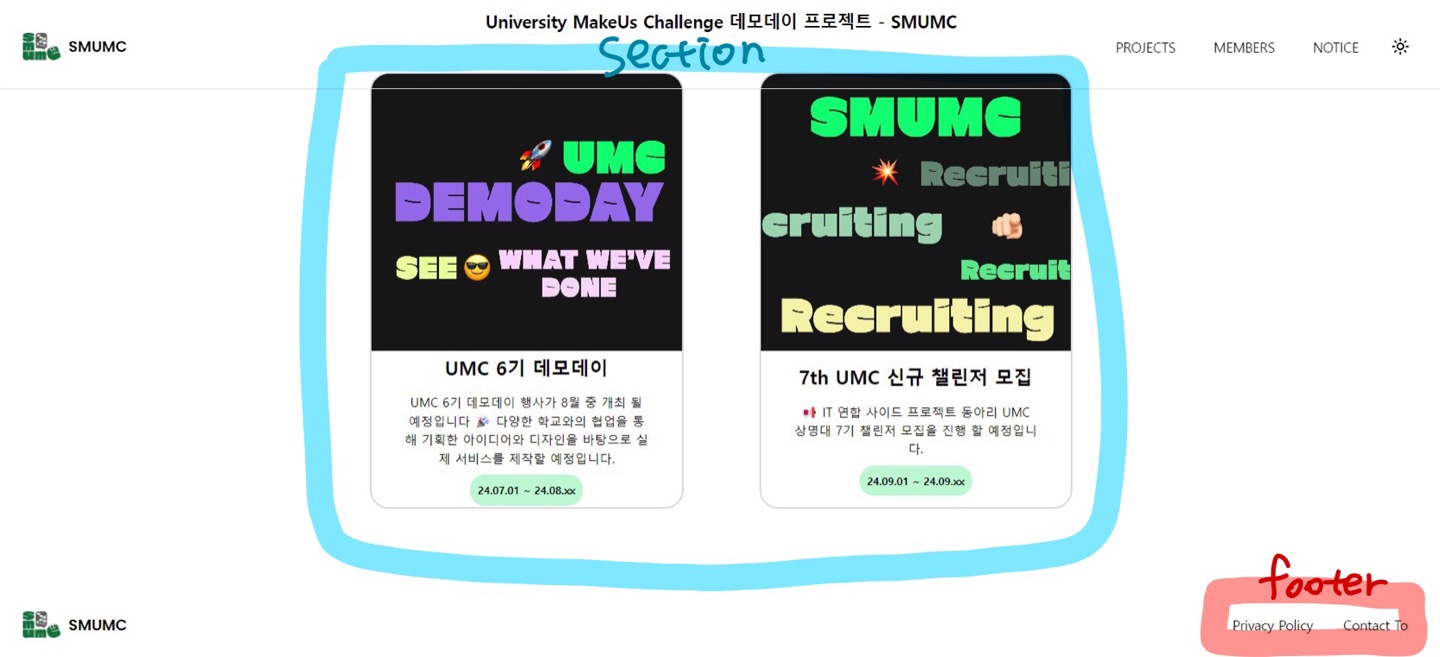 University MakeUs Challenge 데모데이 프로젝트 - SMUMC
smumc SMUMC
PROJECTS MEMBERS NOTICE
Section
🚀 UMC
DEMODAY
SEE 😎 WHAT WE'VE
DONE
UMC 6기 데모데이
UMC 6기 데모데이 행사가 8월 중 개최 될
예정입니다 🎉 다양한 학교와의 협업을 통
해 기획한 아이디어와 디자인을 바탕으로 실
제 서비스를 제작할 예정입니다.
24.07.01 ~ 24.08.xx
SMUMC
💥 Recruiti
cruiting 🫵🏻
Recruit
Recruiting
7th UMC 신규 챌린저 모집
📢 IT 연합 사이드 프로젝트 동아리 UMC
상명대 7기 챌린저 모집을 진행 할 예정입니
다.
24.09.01 ~ 24.09.xx
footer
smumc SMUMC
Privacy Policy Contact To